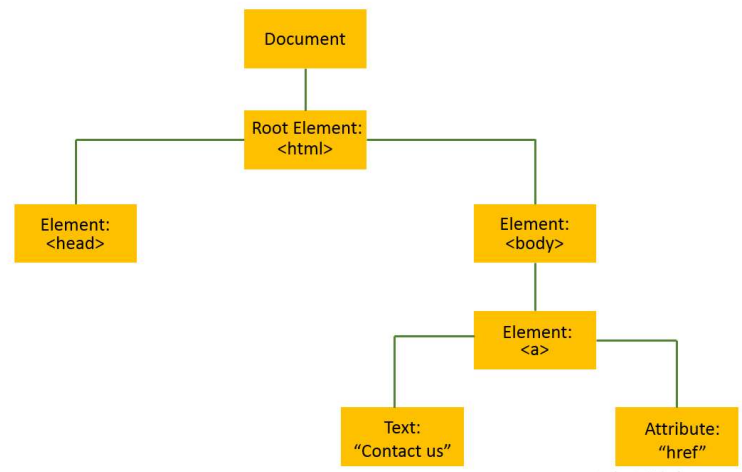 Document
Root Element:
<html>
Element:
<head>
Element:
<body>
Element:
<a>
Text:
“Contact us”
Attribute:
“href”